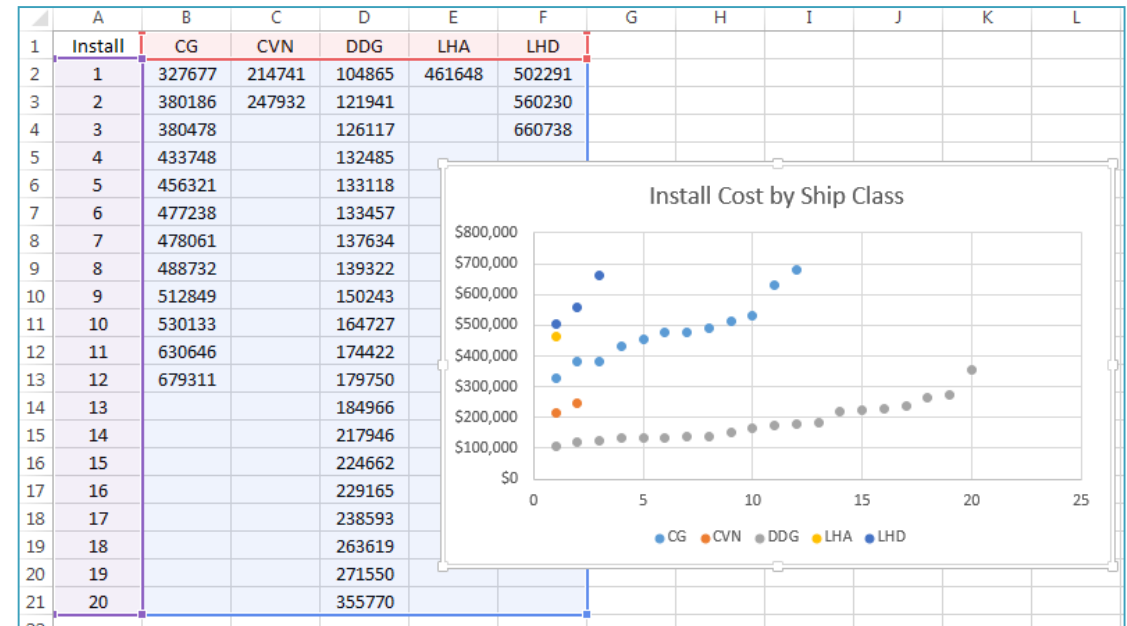 A B C D E F G H I J K L
1 Install CG CVN DDG LHA LHD
2 1 327677 214741 104865 461648 502291
3 2 380186 247932 121941 560230
4 3 380478 126117 660738
5 4 433748 132485
6 5 456321 133118
7 6 477238 133457
8 7 478061 137634
9 8 488732 139322
10 9 512849 150243
11 10 530133 164727
12 11 630646 174422
13 12 679311 179750
14 13 184966
15 14 217946
16 15 224662
17 16 229165
18 17 238593
19 18 263619
20 19 271550
21 20 355770
Install Cost by Ship Class
$800,000
$700,000
$600,000
$500,000
$400,000
$300,000
$200,000
$100,000
$0
0 5 10 15 20 25
CG CVN DDG LHA LHD